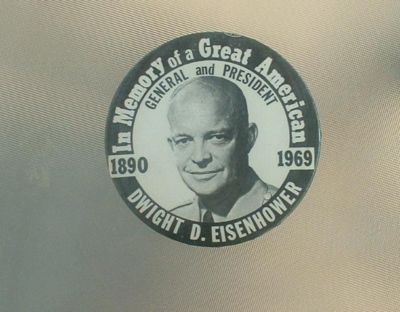 In Memory of a Great American
GENERAL and PRESIDENT
1890 1969
DWIGHT D. EISENHOWER